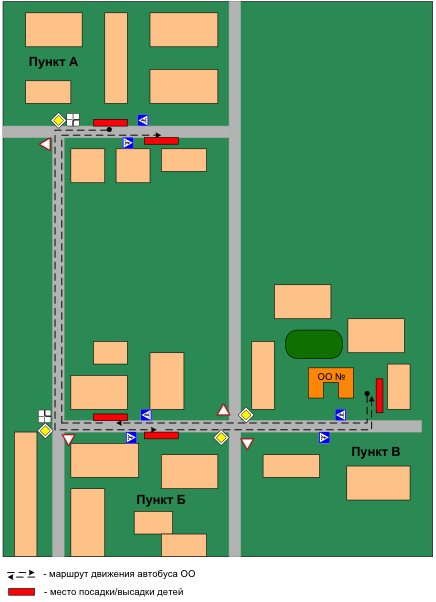 Пункт А
ОО №
Пункт В
Пункт Б
- маршрут движения автобуса ОО
- место посадки/высадки детей